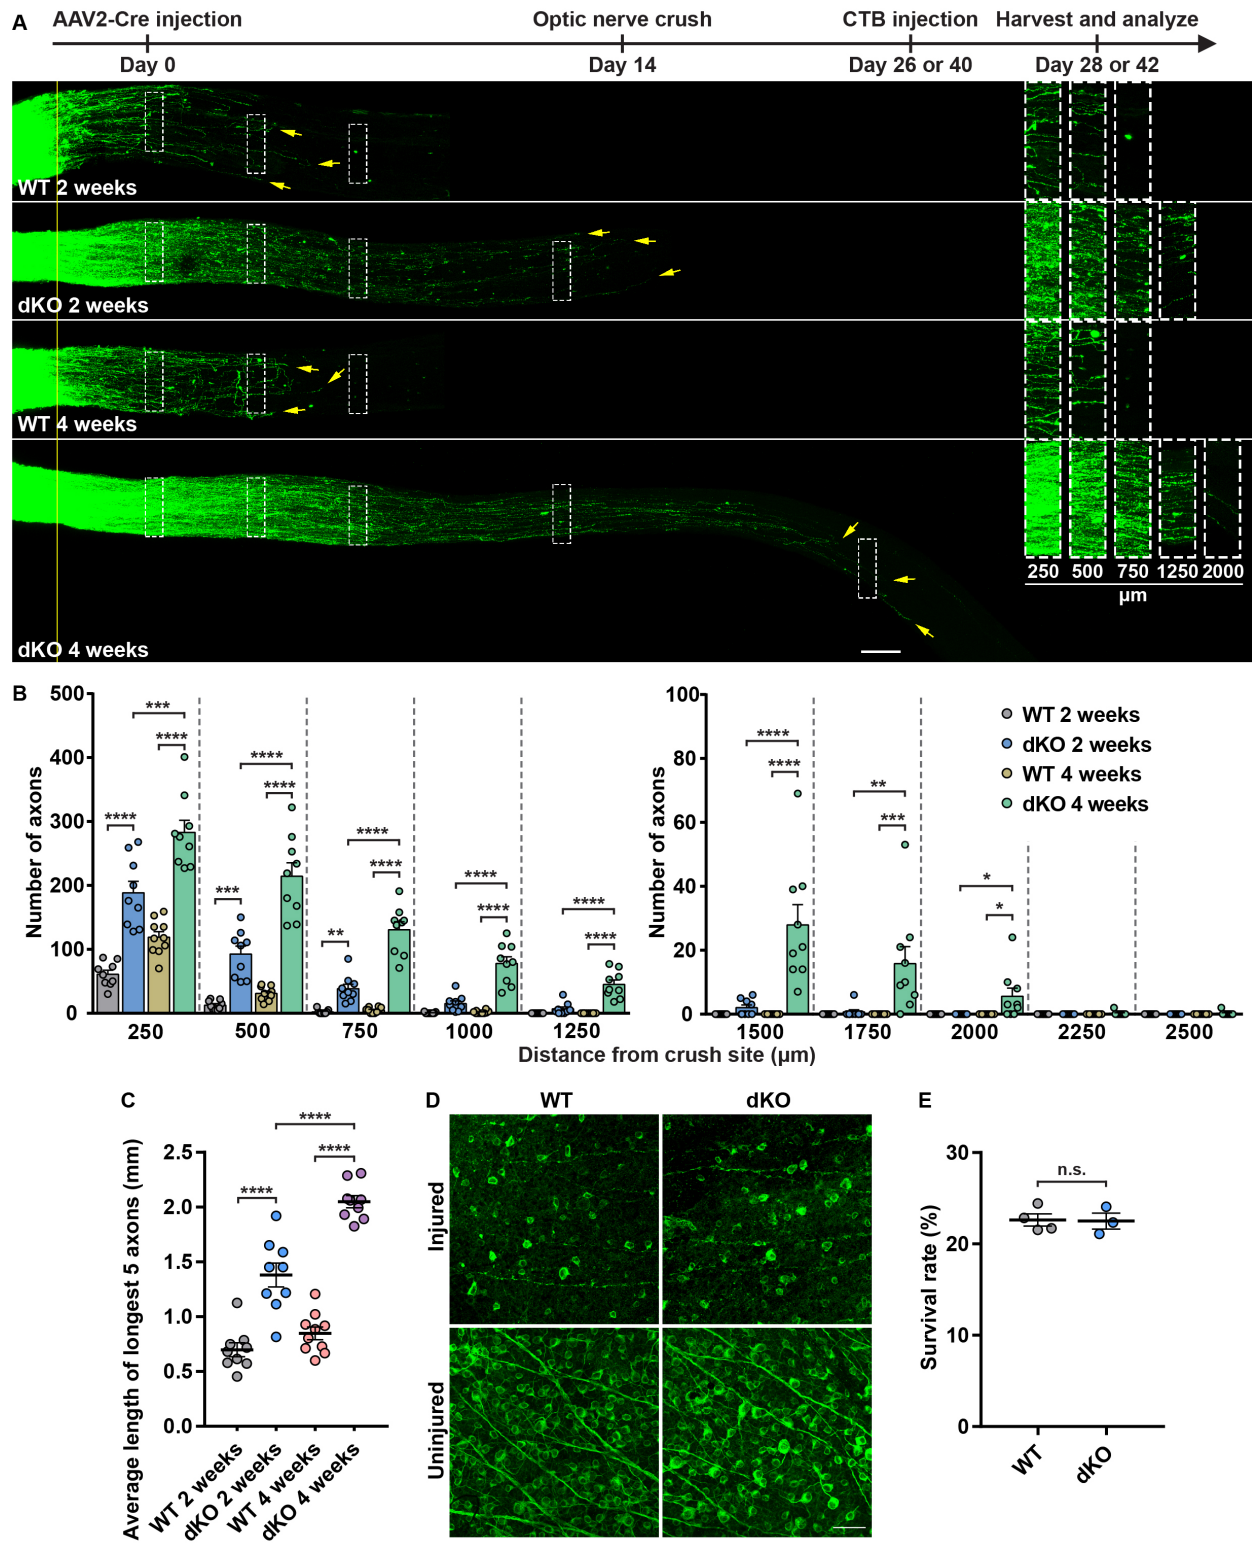 A
AAV2-Cre injection
Optic nerve crush
CTB injection
Harvest and analyze
Day 0
Day 14
Day 26 or 40
Day 28 or 42
WT 2 weeks
dKO 2 weeks
WT 4 weeks
dKO 4 weeks
250 500 750 1250 2000
µm
B
Number of axons
500
400
300
200
100
0
*** **** ****
**** **** ***
**** **** **
**** ****
**** ****
250 500 750 1000 1250
Number of axons
100
80
60
40
20
0
**** ****
** ***
* *
1500 1750 2000 2250 2500
WT 2 weeks
dKO 2 weeks
WT 4 weeks
dKO 4 weeks
Distance from crush site (µm)
C
Average length of longest 5 axons (mm)
2.5
2.0
1.5
1.0
0.5
0.0
****
****
****
WT 2 weeks
dKO 2 weeks
WT 4 weeks
dKO 4 weeks
D
WT
dKO
Injured
Uninjured
E
Survival rate (%)
30
20
10
0
n.s.
WT
dKO